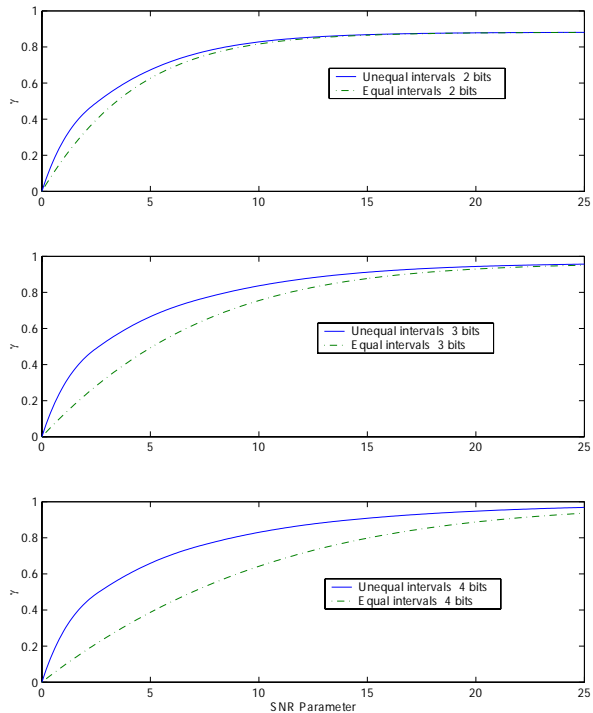 1
0.8
0.6
0.4
0.2
0
γ
Unequal intervals 2 bits
Equal intervals 2 bits
0 5 10 15 20 25
1
0.8
0.6
0.4
0.2
0
γ
Unequal intervals 3 bits
Equal intervals 3 bits
0 5 10 15 20 25
1
0.8
0.6
0.4
0.2
0
γ
Unequal intervals 4 bits
Equal intervals 4 bits
0 5 10 15 20 25
SNR Parameter